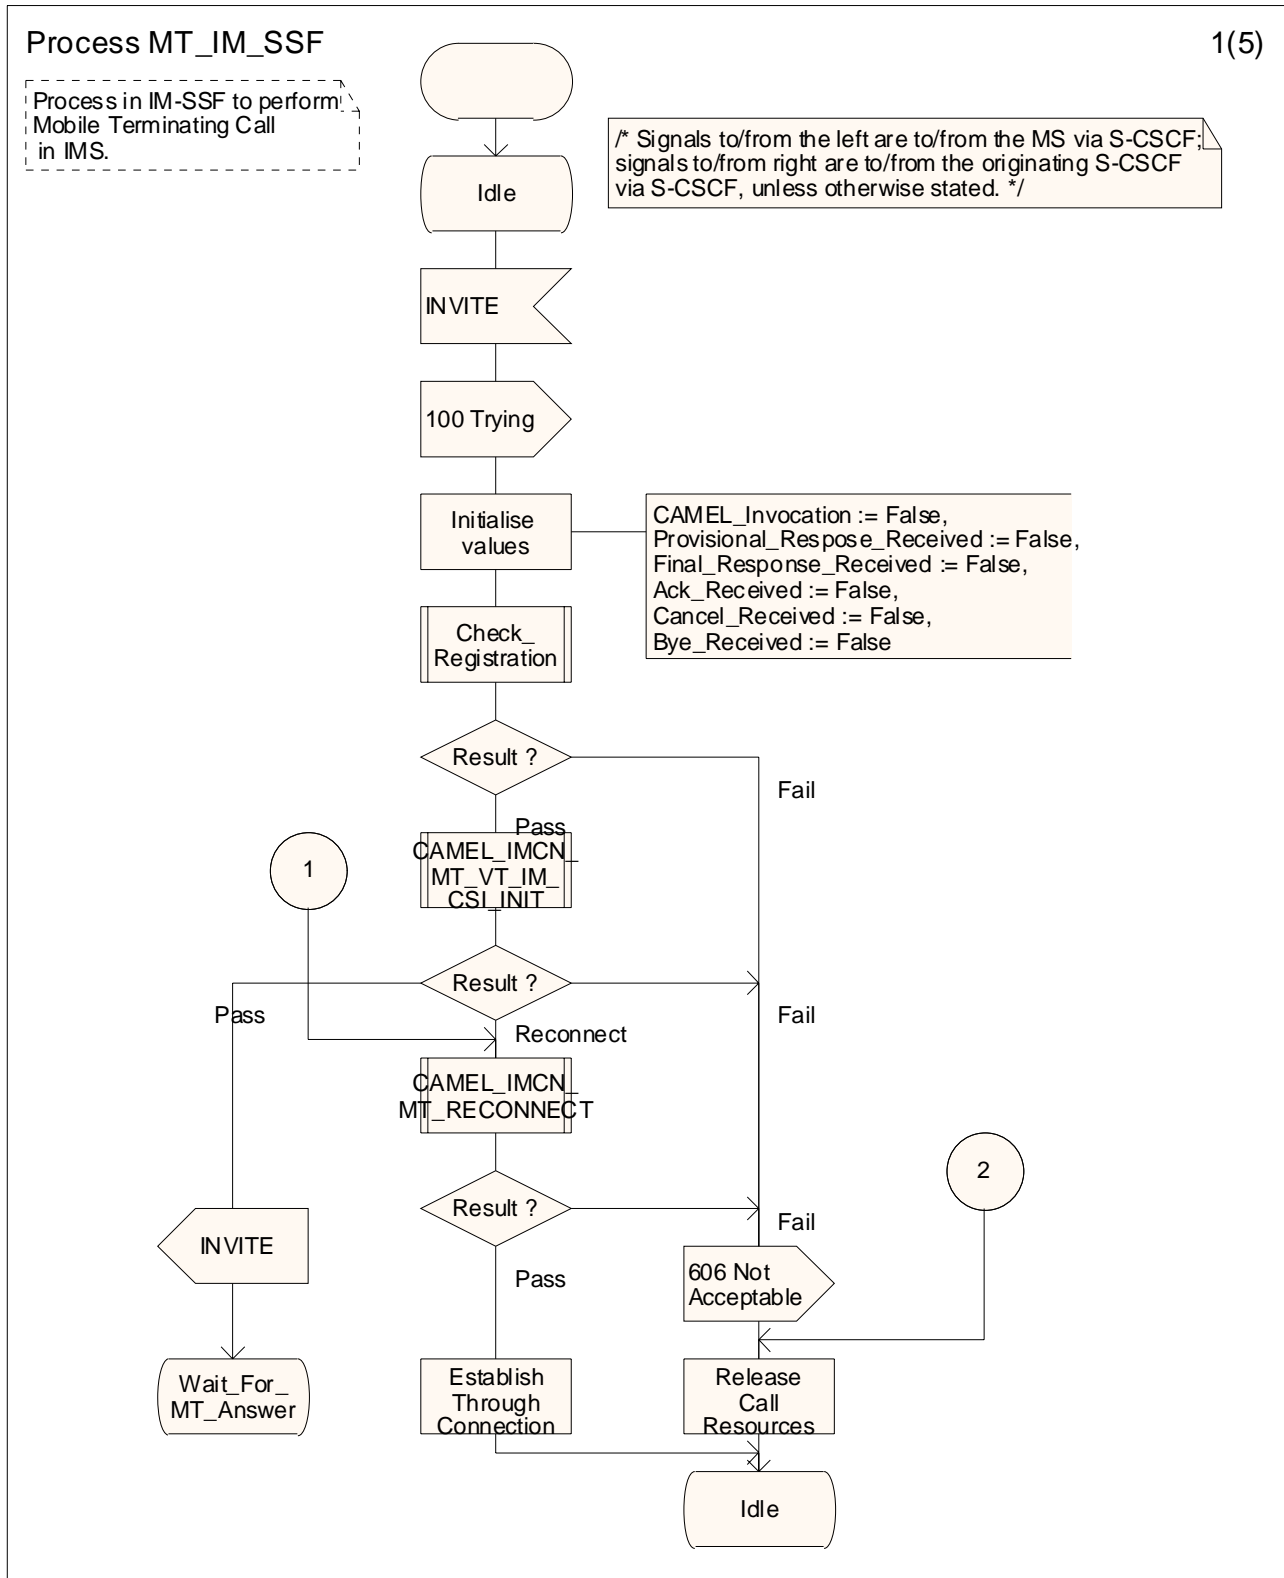 Process MT_IM_SSF
1(5)
Process in IM-SSF to perform
Mobile Terminating Call
in IMS.
/* Signals to/from the left are to/from the MS via S-CSCF;
signals to/from right are to/from the originating S-CSCF
via S-CSCF, unless otherwise stated. */
Idle
INVITE
100 Trying
Initialise
values
CAMEL_Invocation := False,
Provisional_Respose_Received := False,
Final_Response_Received := False,
Ack_Received := False,
Cancel_Received := False,
Bye_Received := False
Check_
Registration
Result ?
Fail
Pass
1
CAMEL_IMCN_
MT_VT_IM_
CSI_INIT
Result ?
Pass
Fail
Reconnect
CAMEL_IMCN_
MT_RECONNECT
2
Result ?
Fail
INVITE
Pass
606 Not
Acceptable
Wait_For_
MT_Answer
Establish
Through
Connection
Release
Call
Resources
Idle